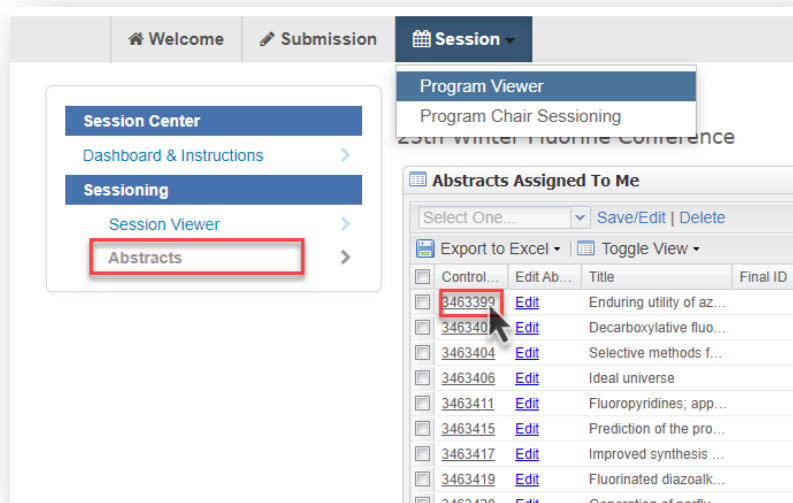 Welcome
Submission
Session
Program Viewer
Program Chair Sessioning
Session Center
Dashboard & Instructions
Sessioning
Session Viewer
Abstracts
25th Winter Fluorine Conference
Abstracts Assigned To Me
Select One... Save/Edit | Delete
Export to Excel | Toggle View
Control... Edit Ab... Title Final ID
3463399 Edit Enduring utility of az...
Edit Decarboxylative fluo...
3463404 Edit Selective methods f...
3463406 Edit Ideal universe
3463411 Edit Fluoropyridines; app...
3463415 Edit Prediction of the pro...
3463417 Edit Improved synthesis ...
3463419 Edit Fluorinated diazoalk...